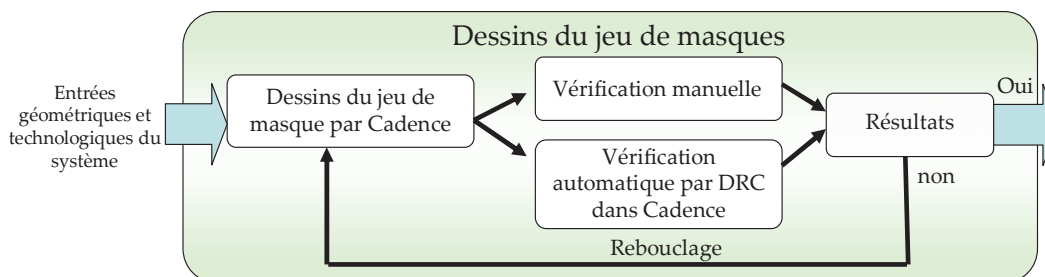 Dessins du jeu de masques
Entrées
géométriques et
technologiques du
système
Dessins du jeu de
masque par Cadence
Vérification manuelle
Vérification
automatique par DRC
dans Cadence
Résultats
Oui
non
Rebouclage